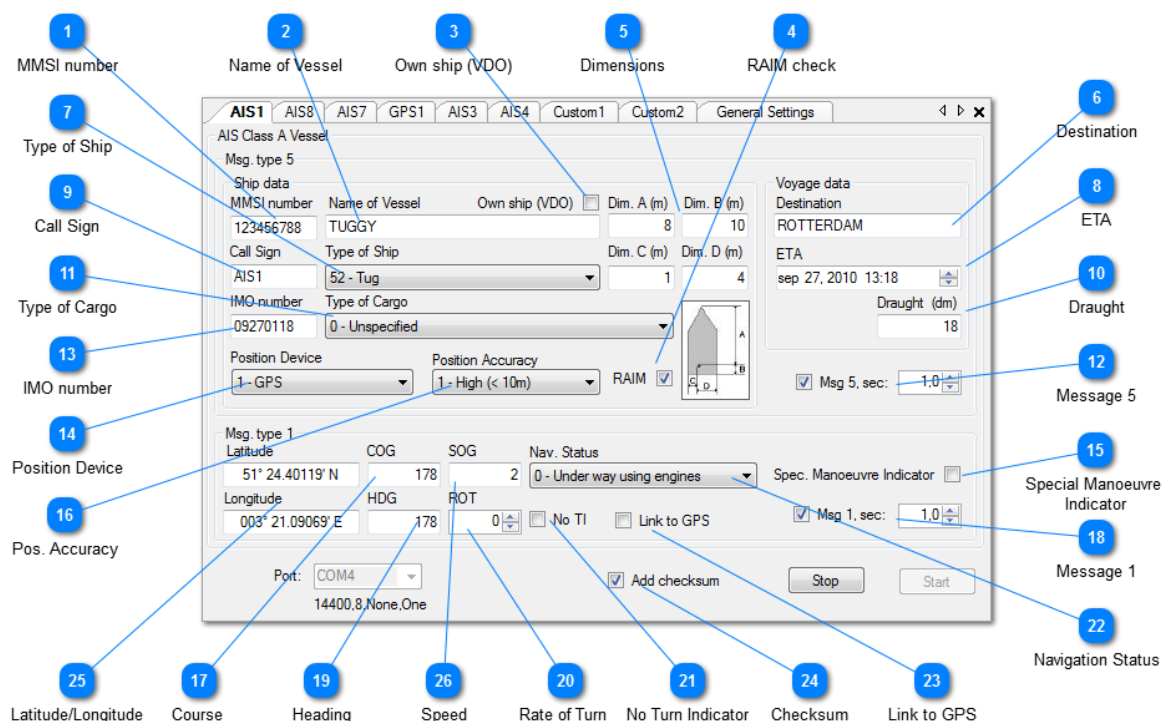 1 2 3 5 4
MMSI number Name of Vessel Own ship (VDO) Dimensions RAIM check
6
Destination
7
Type of Ship
AIS1 AIS8 AIS7 GPS1 AIS3 AIS4 Custom1 Custom2 General Settings
AIS Class A Vessel
Msg. type 5
Ship data Voyage data
MMSI number Name of Vessel Own ship (VDO) Dim. A (m) Dim. B (m) Destination
123456788 TUGGY 8 10 ROTTERDAM
9
Call Sign
8
ETA
Call Sign Type of Ship Dim. C (m) Dim. D (m) ETA
AIS1 52 - Tug 1 4 sep 27, 2010 13:18
11
Type of Cargo
10
Draught
IMO number Type of Cargo Draught (dm)
09270118 0 - Unspecified 18
A
B
C D
13
IMO number
Position Device Position Accuracy
1 - GPS 1 - High (< 10m) RAIM Msg 5, sec: 1,0
12
Message 5
14
Position Device
Msg. type 1
Latitude COG SOG Nav. Status
51° 24.40119' N 178 2 0 - Under way using engines Spec. Manoeuvre Indicator
15
Special Manoeuvre
Indicator
16
Pos. Accuracy
Longitude HDG ROT
003° 21.09069' E 178 0 No TI Link to GPS Msg 1, sec: 1,0
18
Message 1
Port: COM4 Add checksum Stop Start
14400,8,None,One
22
Navigation Status
25 17 19 26 20 21 24 23
Latitude/Longitude Course Heading Speed Rate of Turn No Turn Indicator Checksum Link to GPS